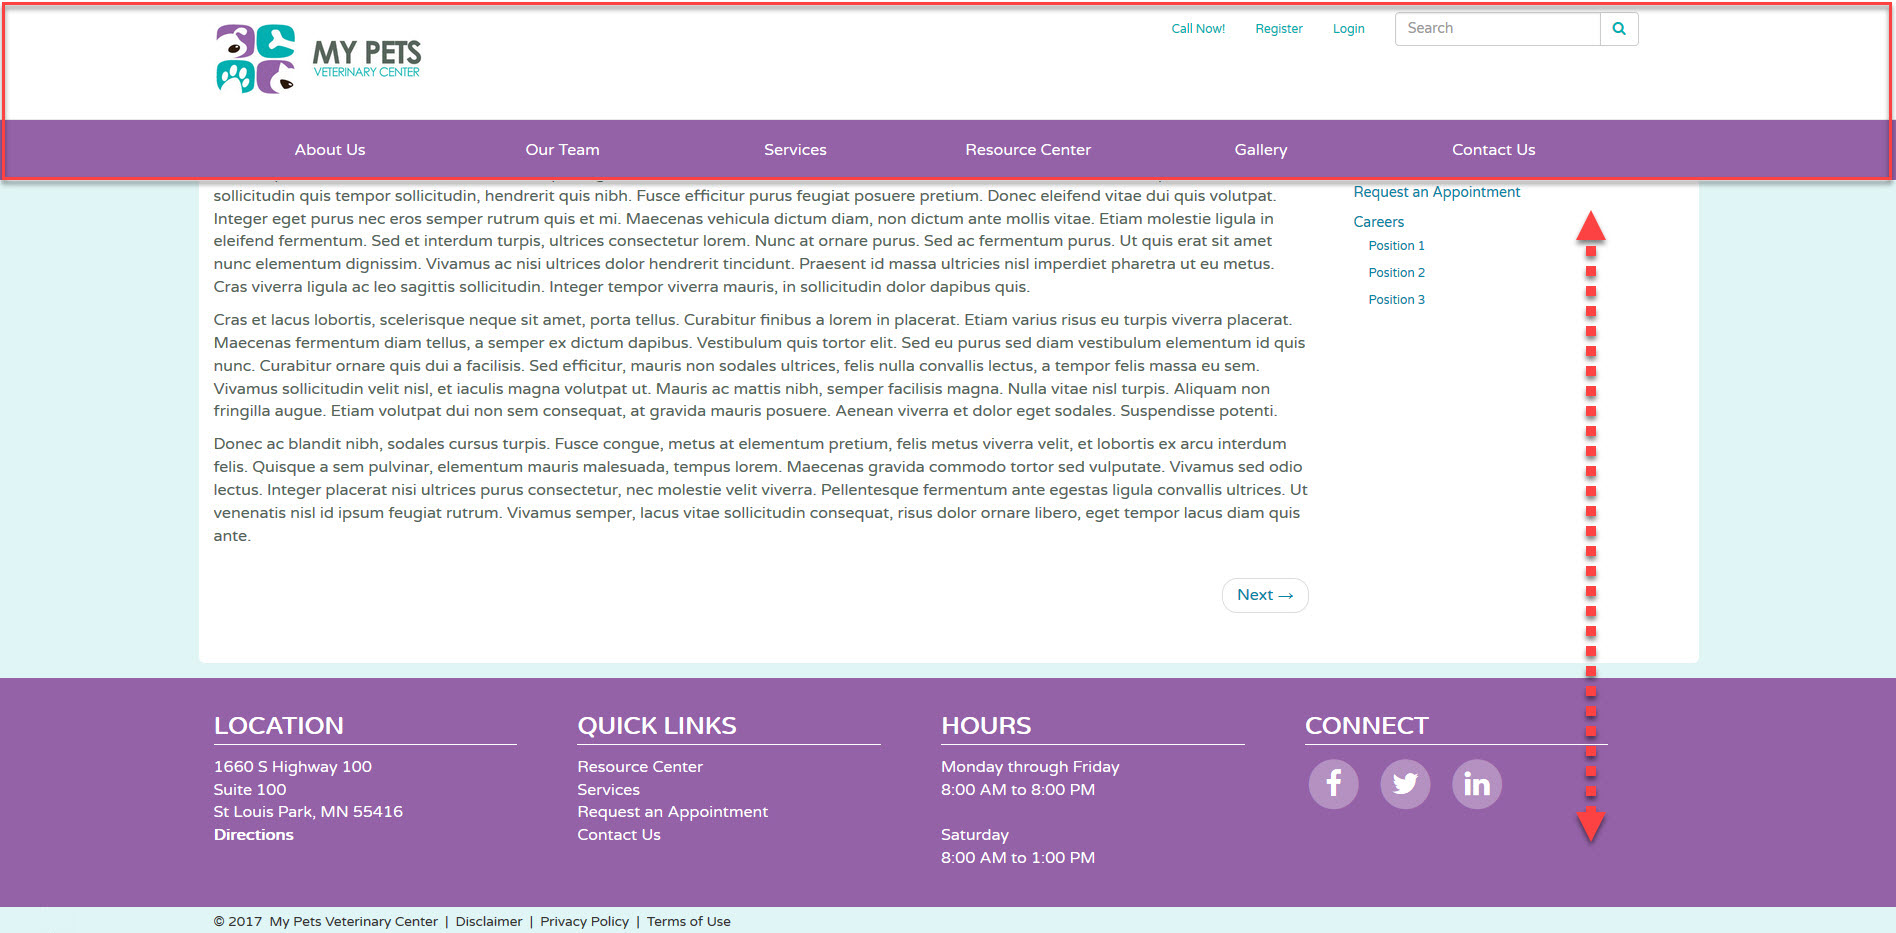 Call Now! Register Login Search
MY PETS
VETERINARY CENTER
About Us Our Team Services Resource Center Gallery Contact Us
sollicitudin quis tempor sollicitudin, hendrerit quis nibh. Fusce efficitur purus feugiat posuere pretium. Donec eleifend vitae dui quis volutpat.
Integer eget purus nec eros semper rutrum quis et mi. Maecenas vehicula dictum diam, non dictum ante mollis vitae. Etiam molestie ligula in
eleifend fermentum. Sed et interdum turpis, ultrices consectetur lorem. Nunc at ornare purus. Sed ac fermentum purus. Ut quis erat sit amet
nunc elementum dignissim. Vivamus ac nisi ultrices dolor hendrerit tincidunt. Praesent id massa ultricies nisl imperdiet pharetra ut eu metus.
Cras viverra ligula ac leo sagittis sollicitudin. Integer tempor viverra mauris, in sollicitudin dolor dapibus quis.
Cras et lacus lobortis, scelerisque neque sit amet, porta tellus. Curabitur finibus a lorem in placerat. Etiam varius risus eu turpis viverra placerat.
Maecenas fermentum diam tellus, a semper ex dictum dapibus. Vestibulum quis tortor elit. Sed eu purus sed diam vestibulum elementum id quis
nunc. Curabitur ornare quis dui a facilisis. Sed efficitur, mauris non sodales ultrices, felis nulla convallis lectus, a tempor felis massa eu sem.
Vivamus sollicitudin velit nisl, et iaculis magna volutpat ut. Mauris ac mattis nibh, semper facilisis magna. Nulla vitae nisl turpis. Aliquam non
fringilla augue. Etiam volutpat dui non sem consequat, at gravida mauris posuere. Aenean viverra et dolor eget sodales. Suspendisse potenti.
Donec ac blandit nibh, sodales cursus turpis. Fusce congue, metus at elementum pretium, felis metus viverra velit, et lobortis ex arcu interdum
felis. Quisque a sem pulvinar, elementum mauris malesuada, tempus lorem. Maecenas gravida commodo tortor sed vulputate. Vivamus sed odio
lectus. Integer placerat nisi ultrices purus consectetur, nec molestie velit viverra. Pellentesque fermentum ante egestas ligula convallis ultrices. Ut
venenatis nisl id ipsum feugiat rutrum. Vivamus semper, lacus vitae sollicitudin consequat, risus dolor ornare libero, eget tempor lacus diam quis
ante.
Next →
Request an Appointment
Careers
Position 1
Position 2
Position 3
LOCATION
1660 S Highway 100
Suite 100
St Louis Park, MN 55416
Directions
QUICK LINKS
Resource Center
Services
Request an Appointment
Contact Us
HOURS
Monday through Friday
8:00 AM to 8:00 PM
Saturday
8:00 AM to 1:00 PM
CONNECT
© 2017 My Pets Veterinary Center | Disclaimer | Privacy Policy | Terms of Use